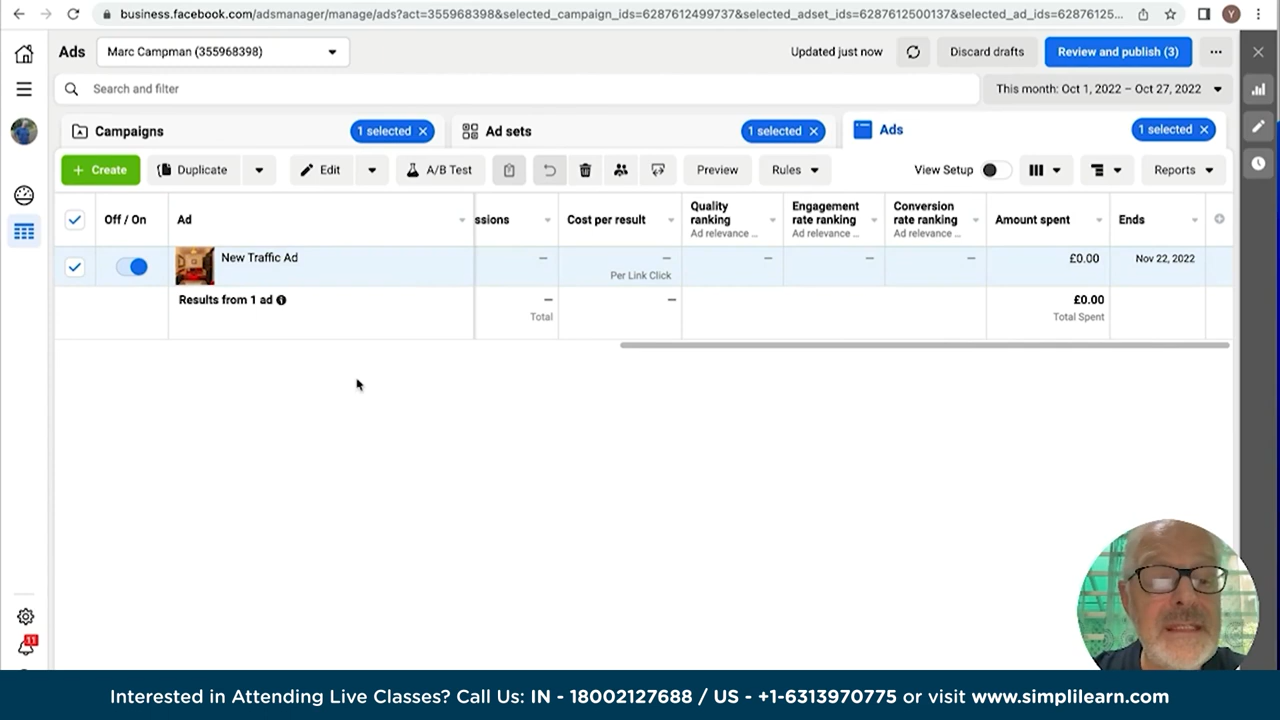 business.facebook.com/adsmanager/manage/ads?act=355968398&selected_campaign_ids=6287612499737&selected_adset_ids=6287612500137&selected_ad_ids=62876125...
Y
Ads
Marc Campman (355968398)
Updated just now
Discard drafts
Review and publish (3)
Search and filter
This month: Oct 1, 2022 – Oct 27, 2022
Campaigns
1 selected
Ad sets
1 selected
Ads
1 selected
+ Create
Duplicate
Edit
A/B Test
Preview
Rules
View Setup
Reports
Off / On
Ad
ssions
Cost per result
Quality ranking
Ad relevance ...
Engagement rate ranking
Ad relevance ...
Conversion rate ranking
Ad relevance ...
Amount spent
Ends
New Traffic Ad
—
—
Per Link Click
—
—
—
£0.00
Nov 22, 2022
Results from 1 ad
—
Total
—
£0.00
Total Spent
11
Interested in Attending Live Classes? Call Us: IN - 18002127688 / US - +1-6313970775 or visit www.simplilearn.com